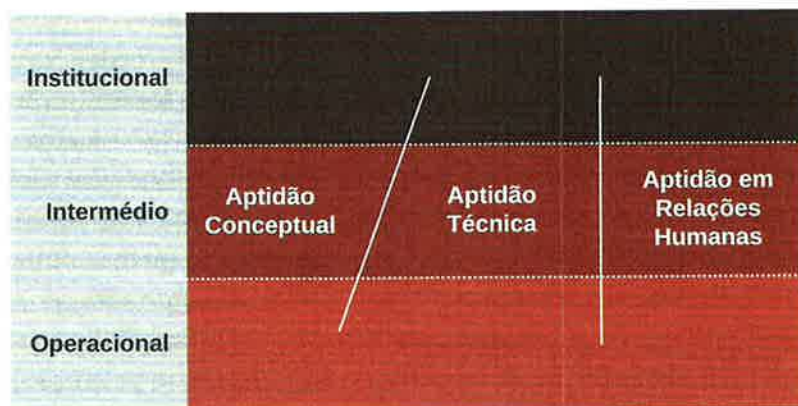 Institucional
Intermédio
Aptidão
Conceptual
Aptidão
Técnica
Aptidão em
Relações
Humanas
Operacional